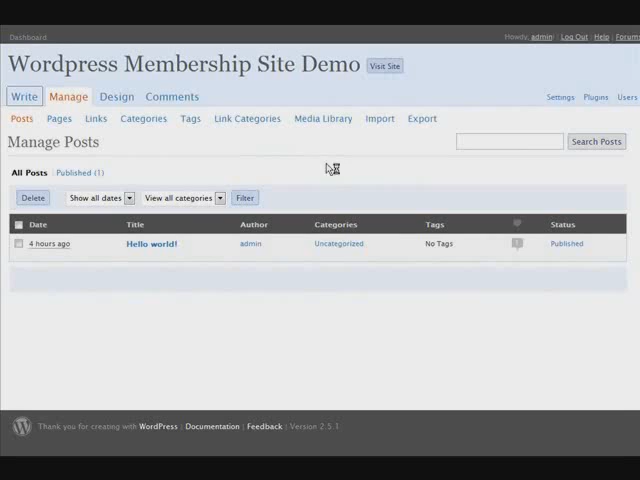 Dashboard
Howdy, admin! | Log Out | Help | Forums
Wordpress Membership Site Demo Visit Site
Write Manage Design Comments Settings Plugins Users
Posts Pages Links Categories Tags Link Categories Media Library Import Export
Manage Posts Search Posts
All Posts | Published (1)
Delete Show all dates View all categories Filter
Date Title Author Categories Tags Status
4 hours ago Hello world! admin Uncategorized No Tags 1 Published
Thank you for creating with WordPress | Documentation | Feedback | Version 2.5.1